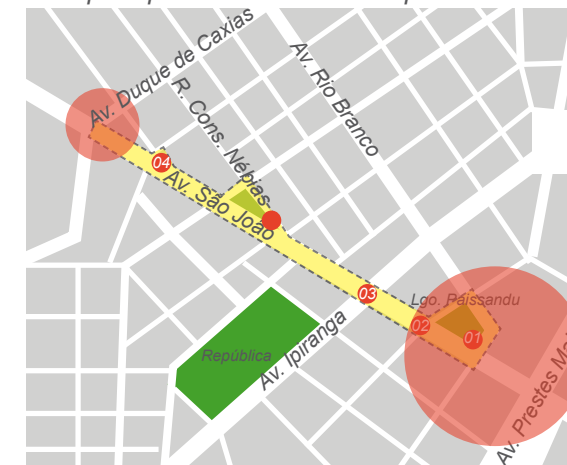 Av. Duque de Caxias
Av. Rio Branco
R. Cons. Nébias
04
Av. São João
03
Lgo. Paissandu
02
01
República
Av. Ipiranga
Av. Prestes Ma